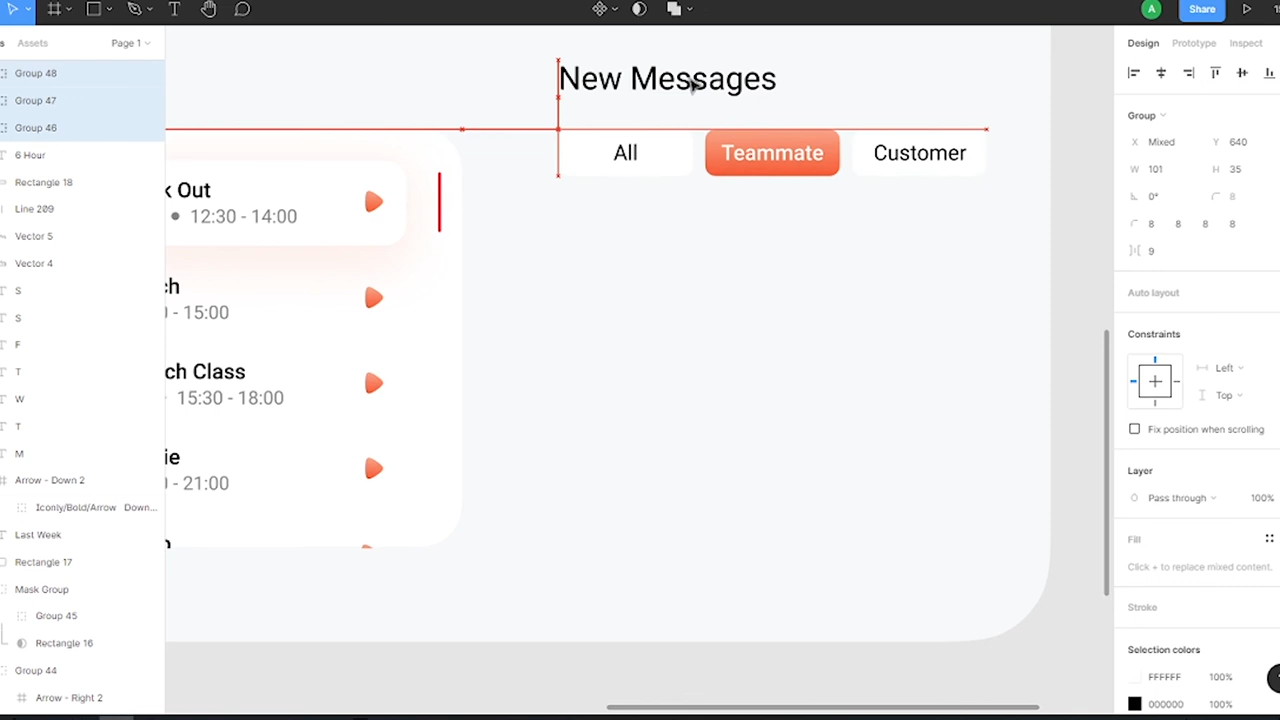 A
Share
s
Assets
Page 1
Group 48
Group 47
Group 46
6 Hour
Rectangle 18
Line 209
Vector 5
Vector 4
S
S
F
T
W
T
M
Arrow - Down 2
Iconly/Bold/Arrow Down...
Last Week
Rectangle 17
Mask Group
Group 45
Rectangle 16
Group 44
Arrow - Right 2
New Messages
All
Teammate
Customer
k Out
12:30 - 14:00
ch
0 - 15:00
ch Class
15:30 - 18:00
ie
0 - 21:00
Design
Prototype
Inspect
Group
X Mixed Y 640
W 101 H 35
0° 8
8 8 8 8
9
Auto layout
Constraints
Left
Top
Fix position when scrolling
Layer
Pass through 100%
Fill
Click + to replace mixed content.
Stroke
Selection colors
FFFFFF 100%
000000 100%